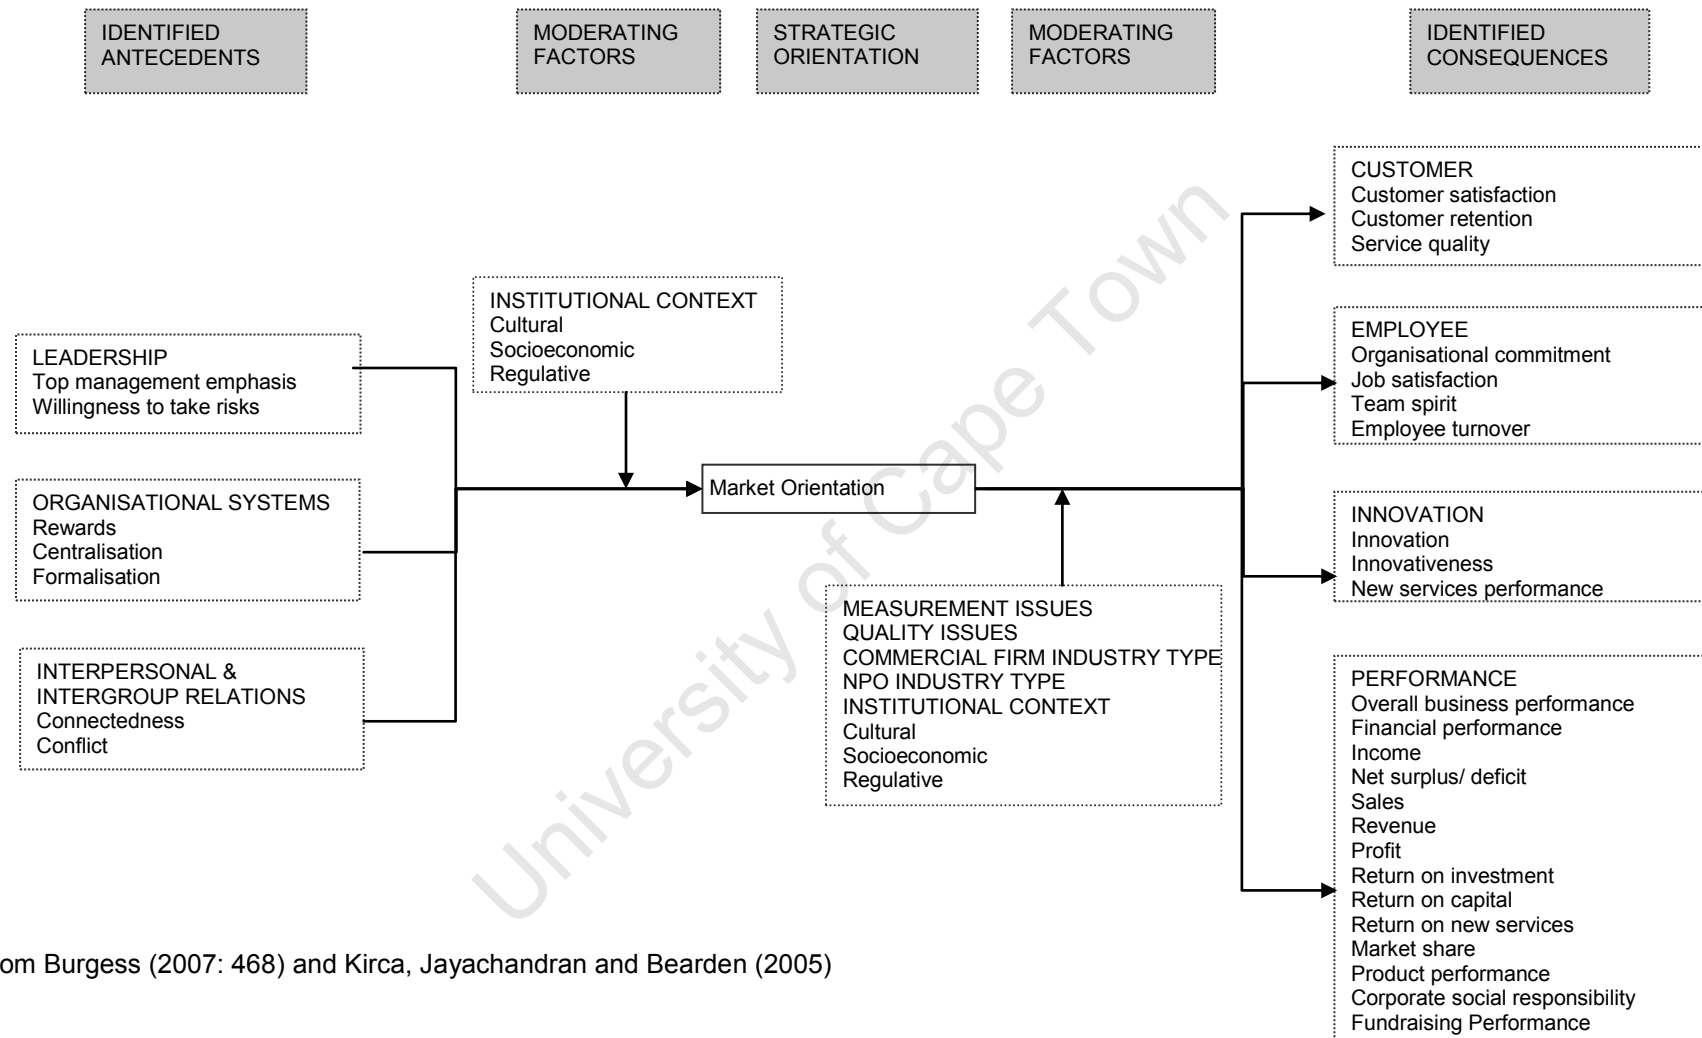 IDENTIFIED
ANTECEDENTS
MODERATING
FACTORS
STRATEGIC
ORIENTATION
MODERATING
FACTORS
IDENTIFIED
CONSEQUENCES
LEADERSHIP
Top management emphasis
Willingness to take risks
ORGANISATIONAL SYSTEMS
Rewards
Centralisation
Formalisation
INTERPERSONAL &
INTERGROUP RELATIONS
Connectedness
Conflict
INSTITUTIONAL CONTEXT
Cultural
Socioeconomic
Regulative
Market Orientation
MEASUREMENT ISSUES
QUALITY ISSUES
COMMERCIAL FIRM INDUSTRY TYPE
NPO INDUSTRY TYPE
INSTITUTIONAL CONTEXT
Cultural
Socioeconomic
Regulative
CUSTOMER
Customer satisfaction
Customer retention
Service quality
EMPLOYEE
Organisational commitment
Job satisfaction
Team spirit
Employee turnover
INNOVATION
Innovation
Innovativeness
New services performance
PERFORMANCE
Overall business performance
Financial performance
Income
Net surplus/ deficit
Sales
Revenue
Profit
Return on investment
Return on capital
Return on new services
Market share
Product performance
Corporate social responsibility
Fundraising Performance
University of Cape Town
om Burgess (2007: 468) and Kirca, Jayachandran and Bearden (2005)